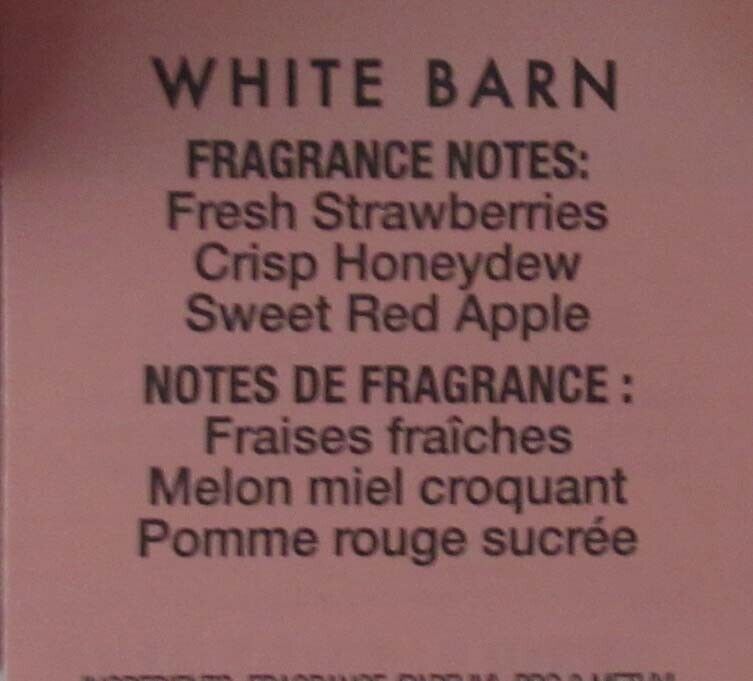 WHITE BARN
FRAGRANCE NOTES:
Fresh Strawberries
Crisp Honeydew
Sweet Red Apple
NOTES DE FRAGRANCE :
Fraises fraîches
Melon miel croquant
Pomme rouge sucrée